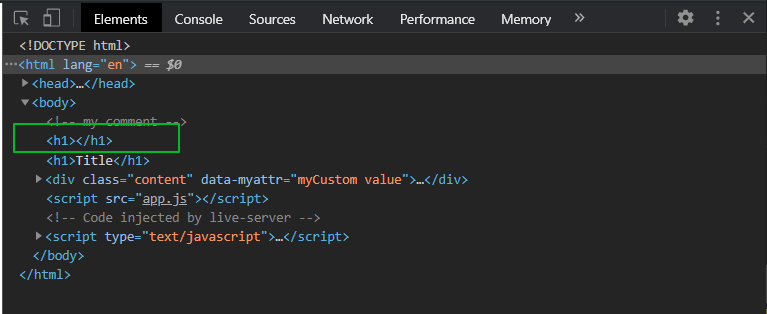 Elements Console Sources Network Performance Memory »
<!DOCTYPE html>
⋯<html lang="en"> == $0
▶<head>…</head>
▼<body>
<!-- my comment -->
<h1></h1>
<h1>Title</h1>
▶<div class="content" data-myattr="myCustom value">…</div>
<script src="app.js"></script>
<!-- Code injected by live-server -->
▶<script type="text/javascript">…</script>
</body>
</html>